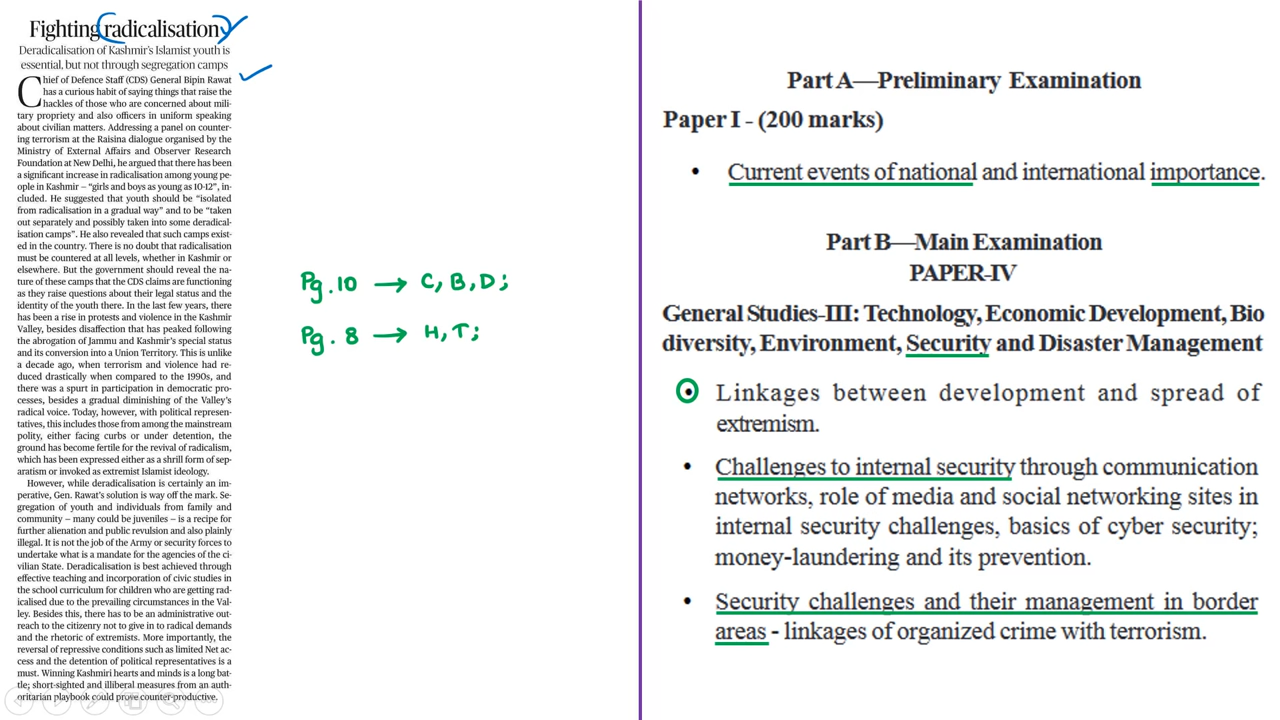 Fighting radicalisation
Deradicalisation of Kashmir's Islamist youth is
essential, but not through segregation camps
Chief of Defence Staff (CDS) General Bipin Rawat
has a curious habit of saying things that raise the
hackles of those who are concerned about mili-
tary propriety and also officers in uniform speaking
about civilian matters. Addressing a panel on counter-
ing terrorism at the Raisina dialogue organised by the
Ministry of External Affairs and Observer Research
Foundation at New Delhi, he argued that there has been
a significant increase in radicalisation among young pe-
ople in Kashmir – “girls and boys as young as 10-12”, in-
cluded. He suggested that youth should be “isolated
from radicalisation in a gradual way” and to be “taken
out separately and possibly taken into some deradical-
isation camps”. He also revealed that such camps exist-
ed in the country. There is no doubt that radicalisation
must be countered at all levels, whether in Kashmir or
elsewhere. But the government should reveal the na-
ture of these camps that the CDS claims are functioning
as they raise questions about their legal status and the
identity of the youth there. In the last few years, there
has been a rise in protests and violence in the Kashmir
Valley, besides disaffection that has peaked following
the abrogation of Jammu and Kashmir's special status
and its conversion into a Union Territory. This is unlike
a decade ago, when terrorism and violence had re-
duced drastically when compared to the 1990s, and
there was a spurt in participation in democratic pro-
cesses, besides a gradual diminishing of the Valley's
radical voice. Today, however, with political represen-
tatives, this includes those from among the mainstream
polity, either facing curbs or under detention, the
ground has become fertile for the revival of radicalism,
which has been expressed either as a shrill form of sep-
aratism or invoked as extremist Islamist ideology.
However, while deradicalisation is certainly an im-
perative, Gen. Rawat's solution is way off the mark. Se-
gregation of youth and individuals from family and
community – many could be juveniles – is a recipe for
further alienation and public revulsion and also plainly
illegal. It is not the job of the Army or security forces to
undertake what is a mandate for the agencies of the ci-
vilian State. Deradicalisation is best achieved through
effective teaching and incorporation of civic studies in
the school curriculum for children who are getting rad-
icalised due to the prevailing circumstances in the Val-
ley. Besides this, there has to be an administrative out-
reach to the citizenry not to give in to radical demands
and the rhetoric of extremists. More importantly, the
reversal of repressive conditions such as limited Net ac-
cess and the detention of political representatives is a
must. Winning Kashmiri hearts and minds is a long bat-
tle; short-sighted and illiberal measures from an auth-
oritarian playbook could prove counter-productive.
Pg. 10 → C, B, D;
Pg. 8 → H, T;
Part A—Preliminary Examination
Paper I - (200 marks)
• Current events of national and international importance.
Part B—Main Examination
PAPER-IV
General Studies-III: Technology, Economic Development, Bio
diversity, Environment, Security and Disaster Management
• Linkages between development and spread of
extremism.
• Challenges to internal security through communication
networks, role of media and social networking sites in
internal security challenges, basics of cyber security;
money-laundering and its prevention.
• Security challenges and their management in border
areas - linkages of organized crime with terrorism.